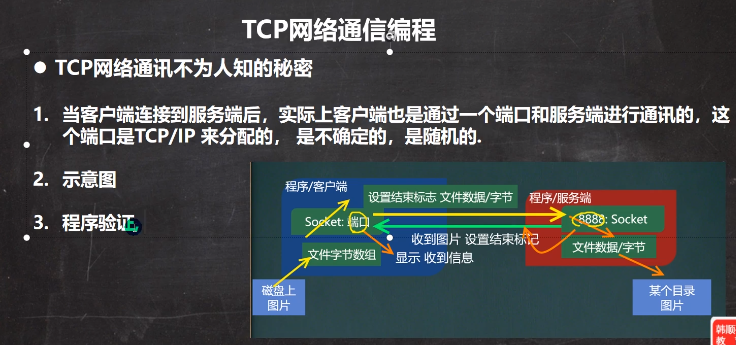 TCP网络通信编程
TCP网络通讯不为人知的秘密
1. 当客户端连接到服务端后，实际上客户端也是通过一个端口和服务端进行通讯的，这
个端口是TCP/IP 来分配的， 是不确定的，是随机的.
2. 示意图
3. 程序验证
程序/客户端
设置结束标志 文件数据/字节
程序/服务端
Socket: 端口
8888: Socket
收到图片 设置结束标记
文件字节数组
显示 收到信息
文件数据/字节
磁盘上
图片
某个目录
图片
韩顺
教